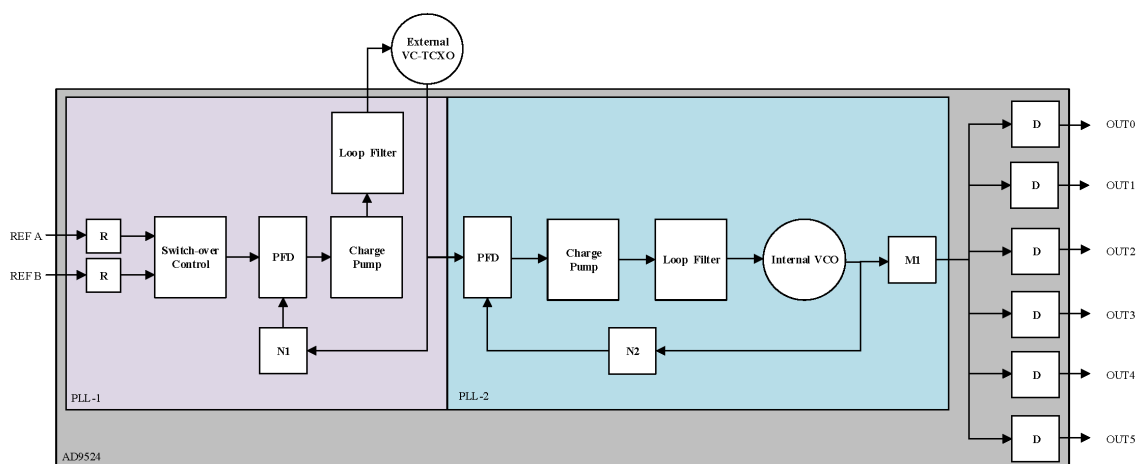 External
VC-TCXO
Loop Filter
D
OUT0
D
OUT1
REF A
R
Switch-over
Control
PFD
Charge
Pump
PFD
Charge
Pump
Loop Filter
Internal VCO
M1
D
OUT2
REF B
R
D
OUT3
N1
N2
D
OUT4
PLL-1
PLL-2
D
OUT5
AD9524